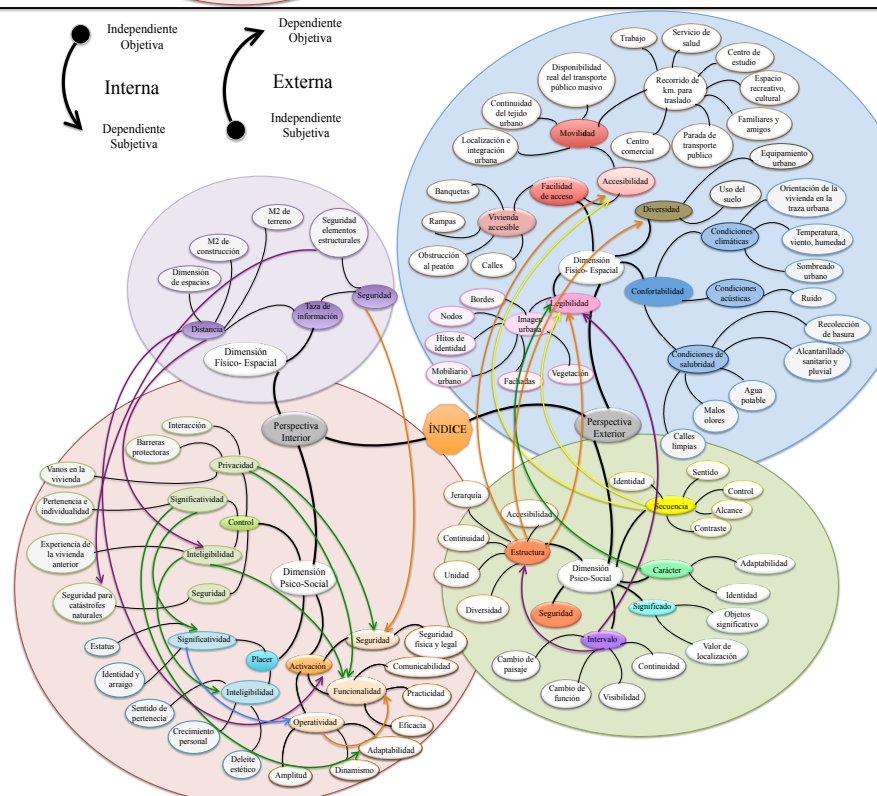 Independiente
Objetiva
Interna
Dependiente
Subjetiva
Dependiente
Objetiva
Externa
Independiente
Subjetiva
Trabajo
Servicio de
salud
Centro de
estudio
Espacio
recreativo,
cultural
Familiares y
amigos
Parada de
transporte
publico
Centro
comercial
Recorrido de
km. para
traslado
Disponibilidad
real del transporte
público masivo
Continuidad
del tejido
urbano
Localización e
integración
urbana
Movilidad
Accesibilidad
Facilidad
de acceso
Banquetas
Rampas
Obstrucción
al peatón
Calles
Vivienda
accesible
Equipamiento
urbano
Uso del
suelo
Diversidad
Orientación de la
vivienda en la
traza urbana
Temperatura,
viento, humedad
Sombreado
urbano
Condiciones
climáticas
Dimensión
Físico- Espacial
Confortabilidad
Condiciones
acústicas
Ruido
Recolección
de basura
Alcantarillado
sanitario y
pluvial
Agua
potable
Malos
olores
Calles
limpias
Condiciones de
salubridad
Legibilidad
Imagen
urbana
Bordes
Nodos
Hitos de
identidad
Mobiliario
urbano
Fachadas
Vegetación
M2 de
terreno
M2 de
construcción
Dimensión
de espacios
Seguridad
elementos
estructurales
Distancia
Taza de
información
Seguridad
Dimensión
Físico- Espacial
Perspectiva
Interior
ÍNDICE
Perspectiva
Exterior
Interacción
Barreras
protectoras
Vanos en la
vivienda
Pertenencia e
individualidad
Experiencia de
la vivienda
anterior
Seguridad para
catástrofes
naturales
Privacidad
Significatividad
Control
Inteligibilidad
Seguridad
Dimensión
Psico-Social
Estatus
Identidad y
arraigo
Sentido de
pertenecía
Crecimiento
personal
Deleite
estético
Significatividad
Placer
Inteligibilidad
Activación
Seguridad
Seguridad
física y legal
Comunicabilidad
Funcionalidad
Practicidad
Eficacia
Operatividad
Adaptabilidad
Dinamismo
Amplitud
Identidad
Sentido
Control
Alcance
Contraste
Secuencia
Jerarquía
Accesibilidad
Continuidad
Estructura
Unidad
Diversidad
Dimensión
Psico-Social
Seguridad
Carácter
Adaptabilidad
Identidad
Significado
Objetos
significativo
Valor de
localización
Intervalo
Continuidad
Visibilidad
Cambio de
función
Cambio de
paisaje